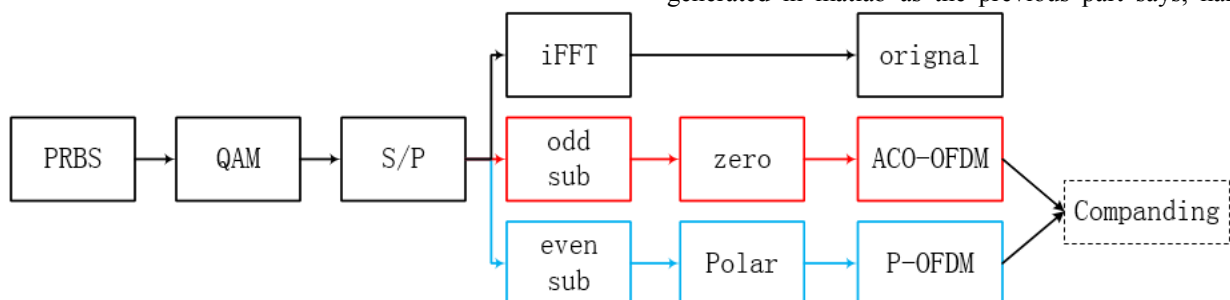 generated in matlab as the previous part says,
iFFT
orignal
PRBS
QAM
S/P
odd
sub
zero
ACO-OFDM
Companding
even
sub
Polar
P-OFDM